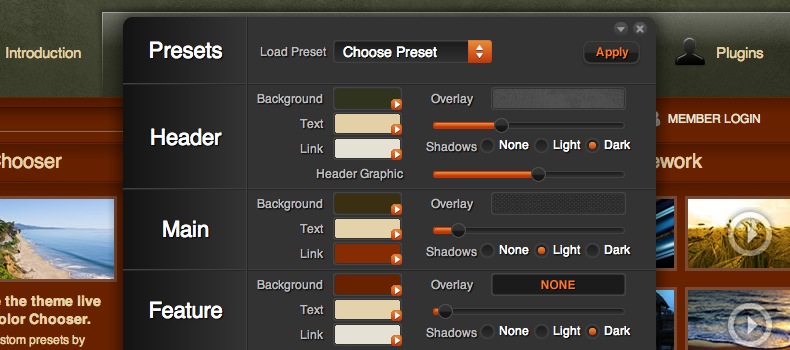 Presets
Load Preset
Choose Preset
Apply
Introduction
Plugins
Header
Background
Overlay
Text
Link
Shadows
None
Light
Dark
Header Graphic
MEMBER LOGIN
Chooser
ework
Main
Background
Overlay
Text
Link
Shadows
None
Light
Dark
Feature
Background
Overlay
NONE
Text
Link
Shadows
None
Light
Dark
e the theme live
olor Chooser.
stom presets by